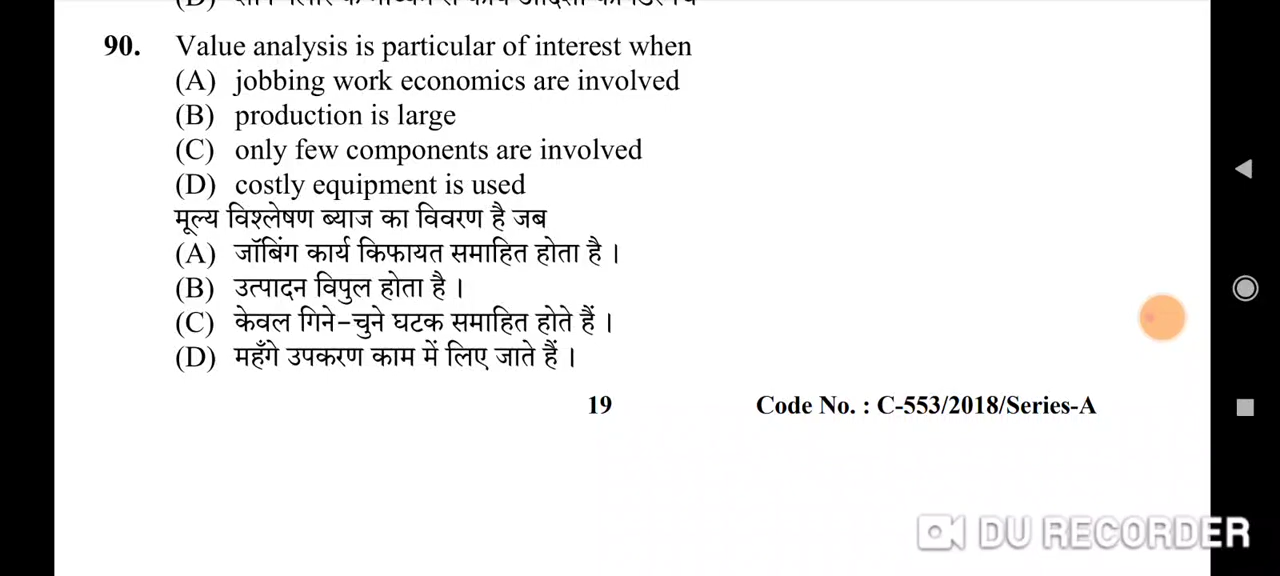 90. Value analysis is particular of interest when
(A) jobbing work economics are involved
(B) production is large
(C) only few components are involved
(D) costly equipment is used
मूल्य विश्लेषण ब्याज का विवरण है जब
(A) जॉबिंग कार्य किफायत समाहित होता है ।
(B) उत्पादन विपुल होता है ।
(C) केवल गिने-चुने घटक समाहित होते हैं ।
(D) महँगे उपकरण काम में लिए जाते हैं ।
19 Code No. : C-553/2018/Series-A
DU RECORDER